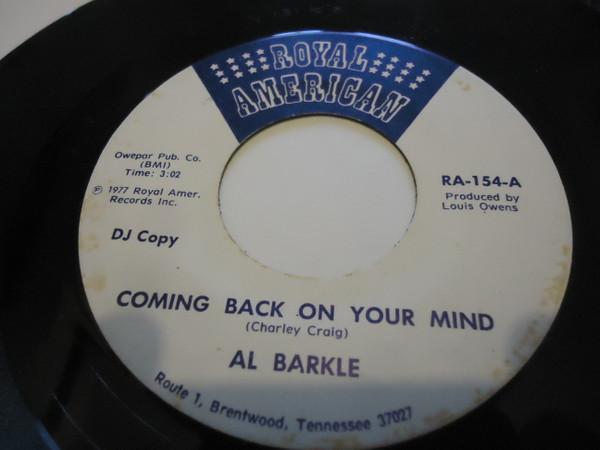 ROYAL
AMERICAN
Owepar Pub. Co.
(BMI)
Time: 3:02
℗ 1977 Royal Amer.
Records Inc.
DJ Copy
RA-154-A
Produced by
Louis Owens
COMING BACK ON YOUR MIND
(Charley Craig)
AL BARKLE
Route 1, Brentwood, Tennessee 37027